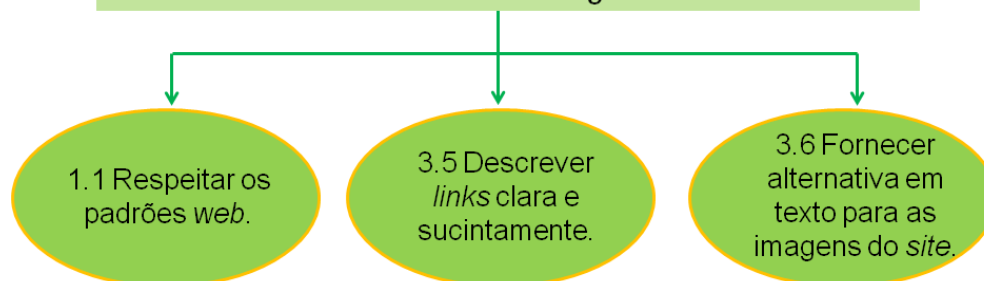 1.1 Respeitar os
padrões web.
3.5 Descrever
links clara e
sucintamente.
3.6 Fornecer
alternativa em
texto para as
imagens do site.